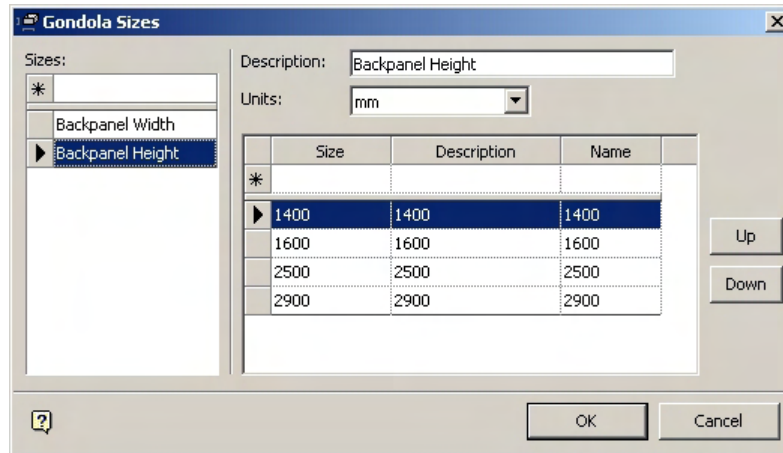 Gondola Sizes
Sizes:
Backpanel Width
Backpanel Height
Description: Backpanel Height
Units: mm
Size Description Name
1400 1400 1400
1600 1600 1600
2500 2500 2500
2900 2900 2900
Up
Down
OK Cancel